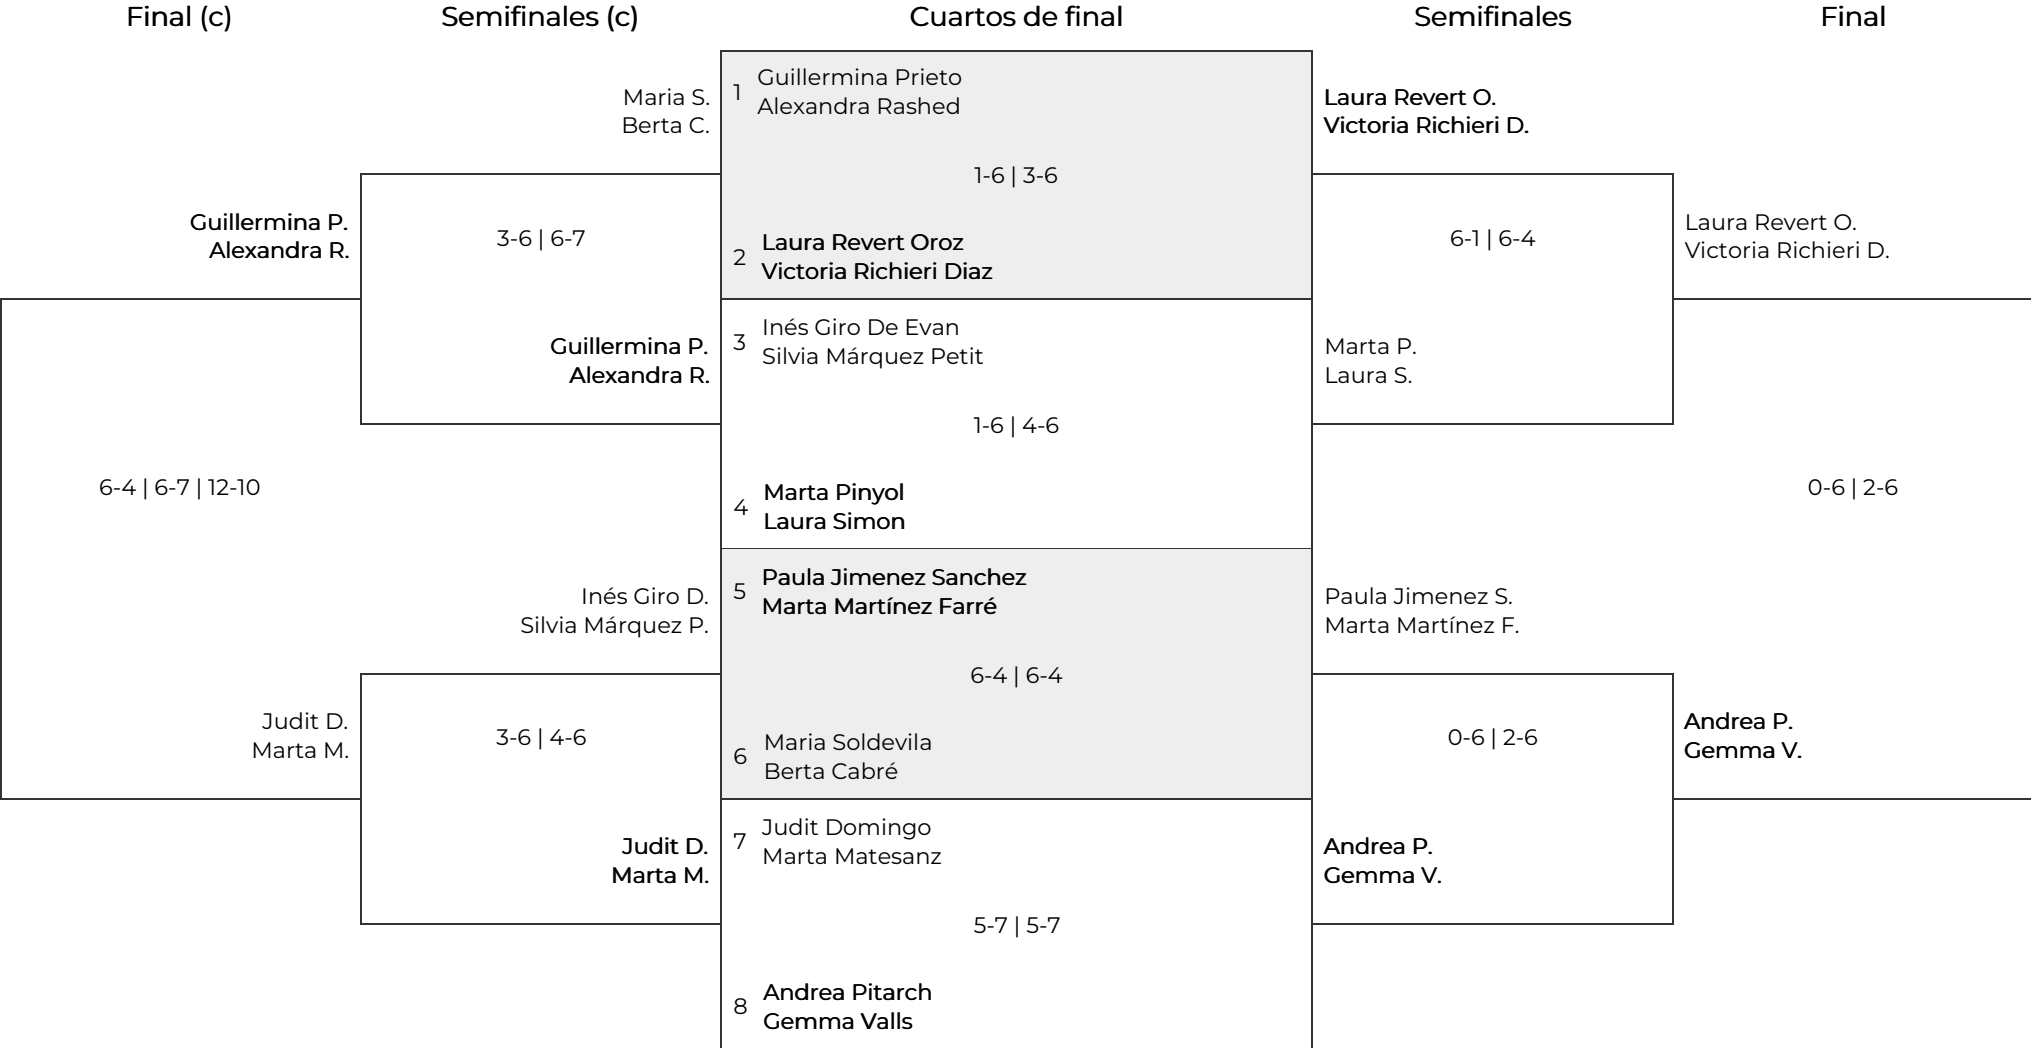 Final (c)
Semifinales (c)
Cuartos de final
Semifinales
Final
Guillermina P.
Alexandra R.
6-4 | 6-7 | 12-10
Judit D.
Marta M.
Maria S.
Berta C.
3-6 | 6-7
Guillermina P.
Alexandra R.
Inés Giro D.
Silvia Márquez P.
3-6 | 4-6
Judit D.
Marta M.
1
Guillermina Prieto
Alexandra Rashed
1-6 | 3-6
2
Laura Revert Oroz
Victoria Richieri Diaz
3
Inés Giro De Evan
Silvia Márquez Petit
1-6 | 4-6
4
Marta Pinyol
Laura Simon
5
Paula Jimenez Sanchez
Marta Martínez Farré
6-4 | 6-4
6
Maria Soldevila
Berta Cabré
7
Judit Domingo
Marta Matesanz
5-7 | 5-7
8
Andrea Pitarch
Gemma Valls
Laura Revert O.
Victoria Richieri D.
6-1 | 6-4
Marta P.
Laura S.
Paula Jimenez S.
Marta Martínez F.
0-6 | 2-6
Andrea P.
Gemma V.
Laura Revert O.
Victoria Richieri D.
0-6 | 2-6
Andrea P.
Gemma V.